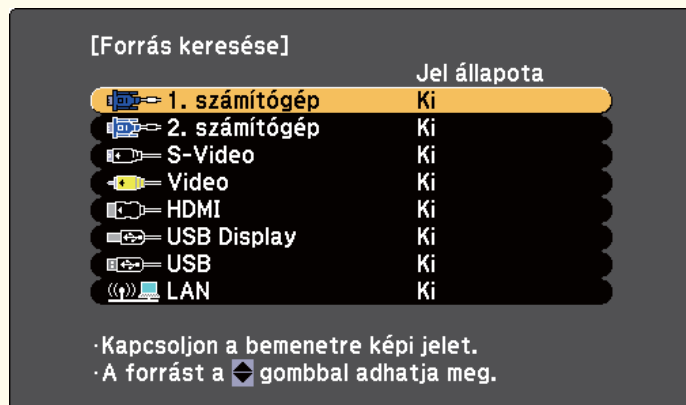 [Forrás keresése]
Jel állapota
1. számítógép Ki
2. számítógép Ki
S-Video Ki
Video Ki
HDMI Ki
USB Display Ki
USB Ki
LAN Ki
·Kapcsoljon a bemenetre képi jelet.
·A forrást a gombbal adhatja meg.